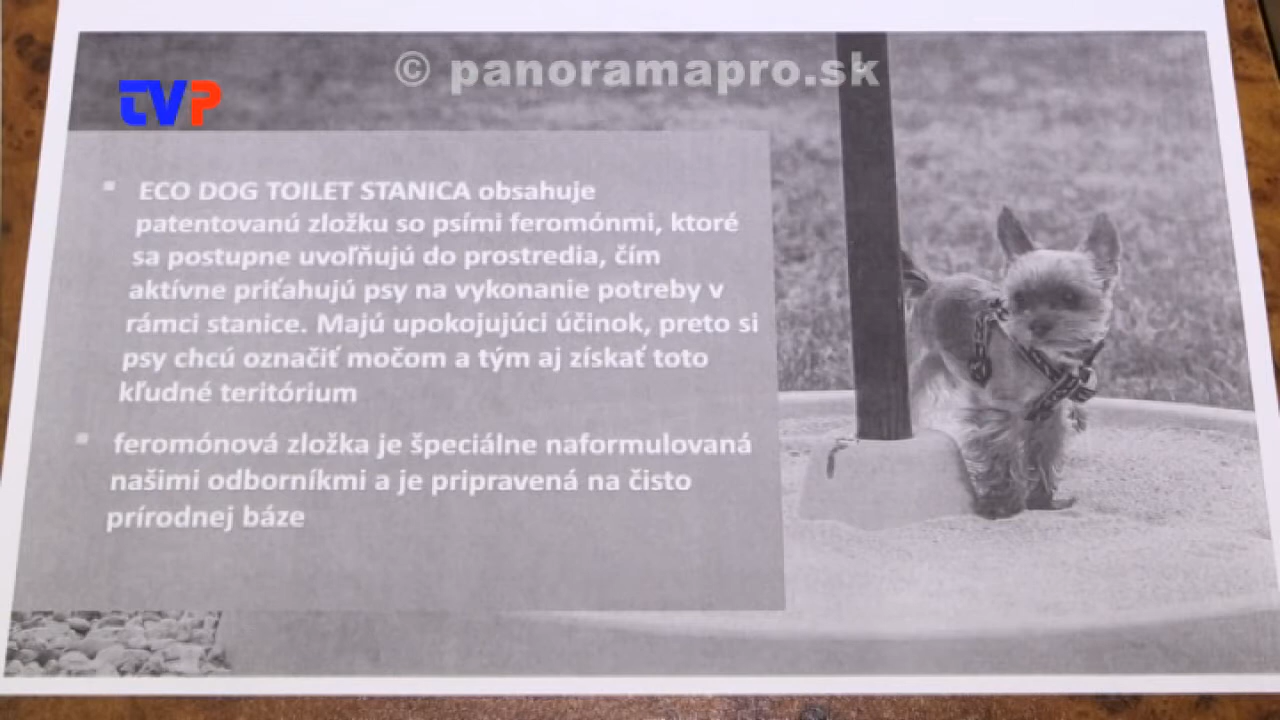 © panoramapro.sk
TVP
ECO DOG TOILET STANICA obsahuje
patentovanú zložku so psími feromónmi, ktoré
sa postupne uvoľňujú do prostredia, čím
aktívne priťahujú psy na vykonanie potreby v
rámci stanice. Majú upokojujúci účinok, preto si
psy chcú označiť močom a tým aj získať toto
kľudné teritórium
feromónová zložka je špeciálne naformulovaná
našimi odborníkmi a je pripravená na čisto
prírodnej báze